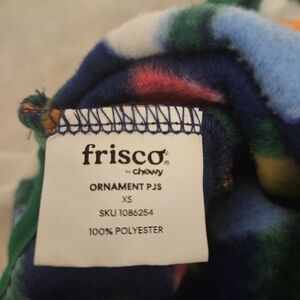 frisco®
by chewy
ORNAMENT PJS
XS
SKU 1086254
100% POLYESTER